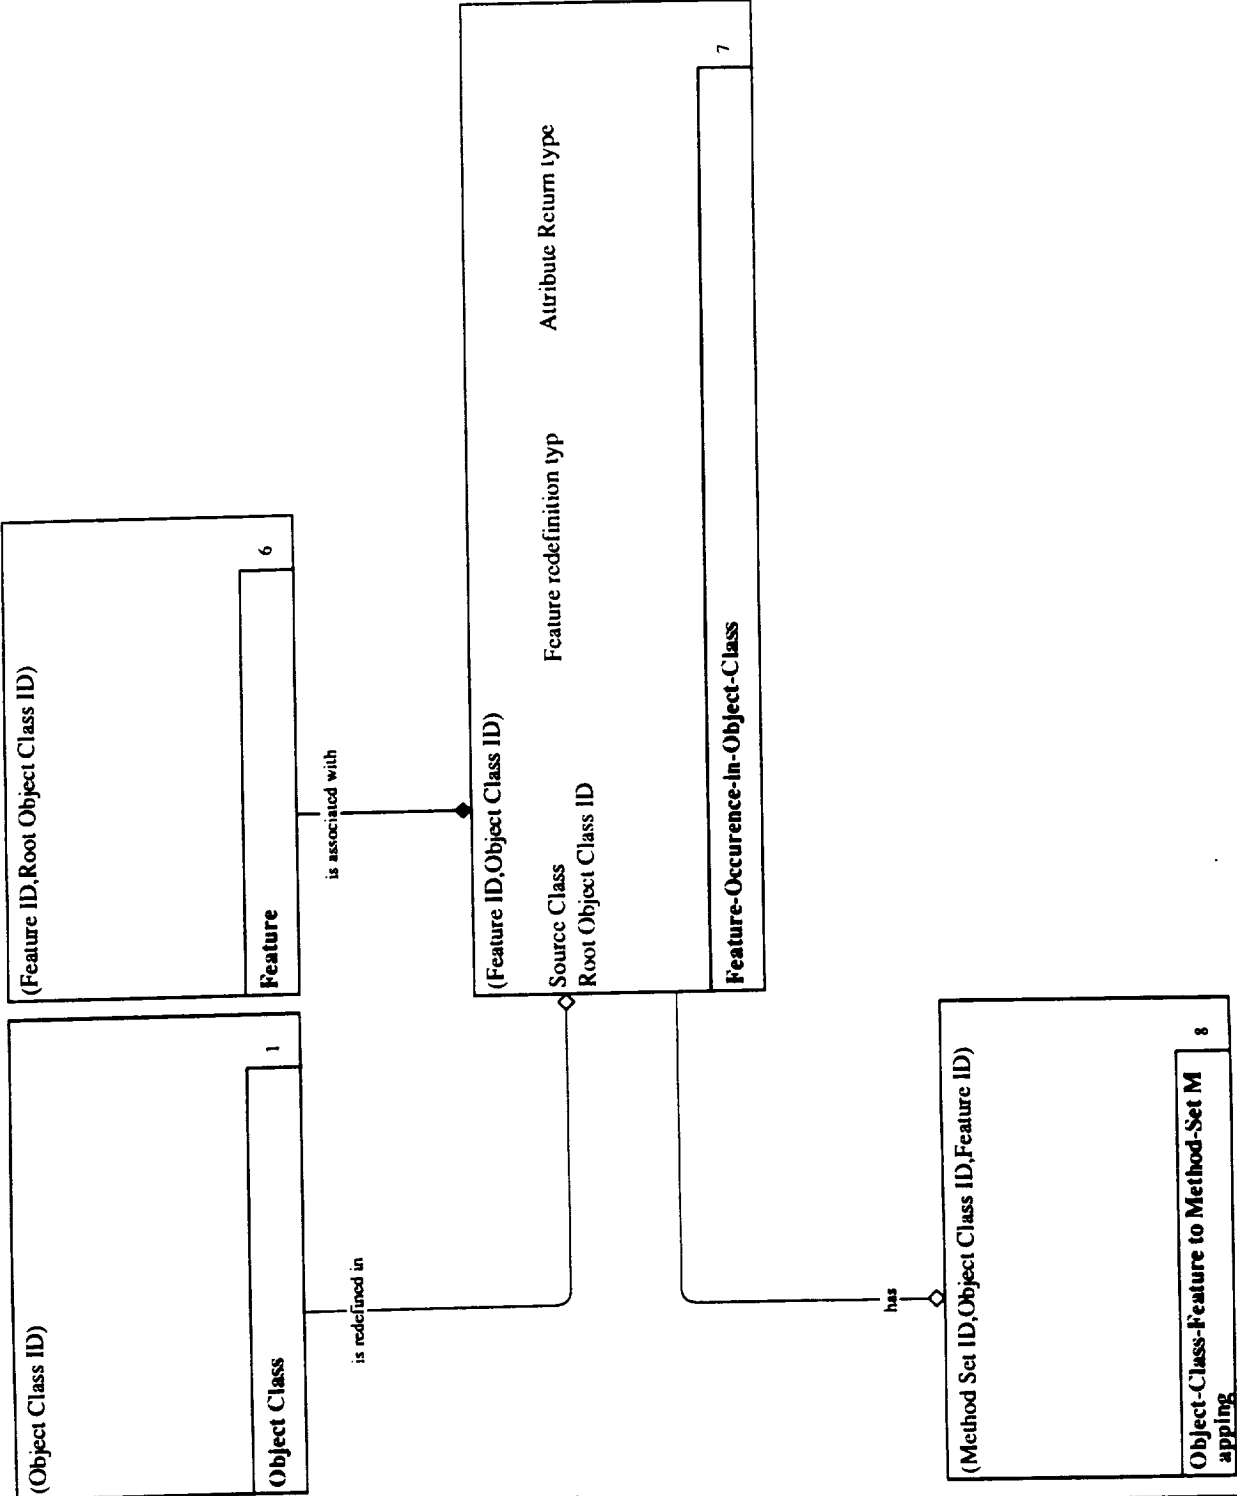 (Object Class ID)
Object Class
1
(Feature ID,Root Object Class ID)
Feature
6
is redefined in
is associated with
(Feature ID,Object Class ID)
Source Class
Feature redefinition typ
Attribute Return type
Root Object Class ID
Feature-Occurence-in-Object-Class
7
has
(Method Set ID,Object Class ID,Feature ID)
Object-Class-Feature to Method-Set M
apping
8